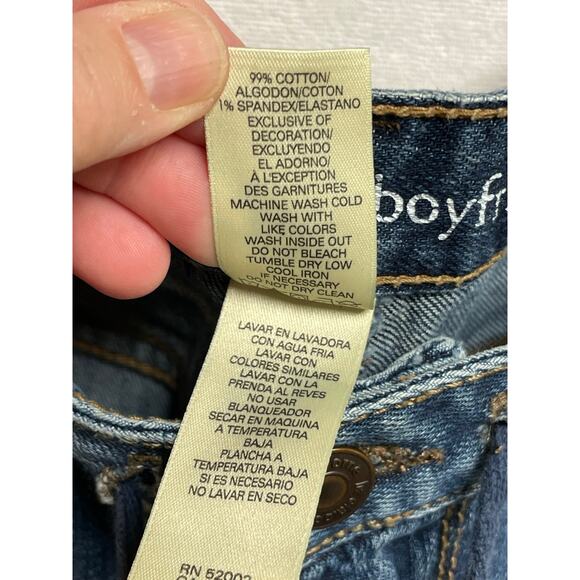 99% COTTON/
ALGODON/COTON
1% SPANDEX/ELASTANO
EXCLUSIVE OF
DECORATION/
EXCLUYENDO
EL ADORNO/
À L'EXCEPTION
DES GARNITURES
MACHINE WASH COLD
WASH WITH
LIKE COLORS
WASH INSIDE OUT
DO NOT BLEACH
TUMBLE DRY LOW
COOL IRON
IF NECESSARY
DO NOT DRY CLEAN
boyfr
LAVAR EN LAVADORA
CON AGUA FRIA
LAVAR CON
COLORES SIMILARES
LAVAR CON LA
PRENDA AL REVES
NO USAR
BLANQUEADOR
SECAR EN MAQUINA
A TEMPERATURA
BAJA
PLANCHA A
TEMPERATURA BAJA
SI ES NECESARIO
NO LAVAR EN SECO
RN 52002